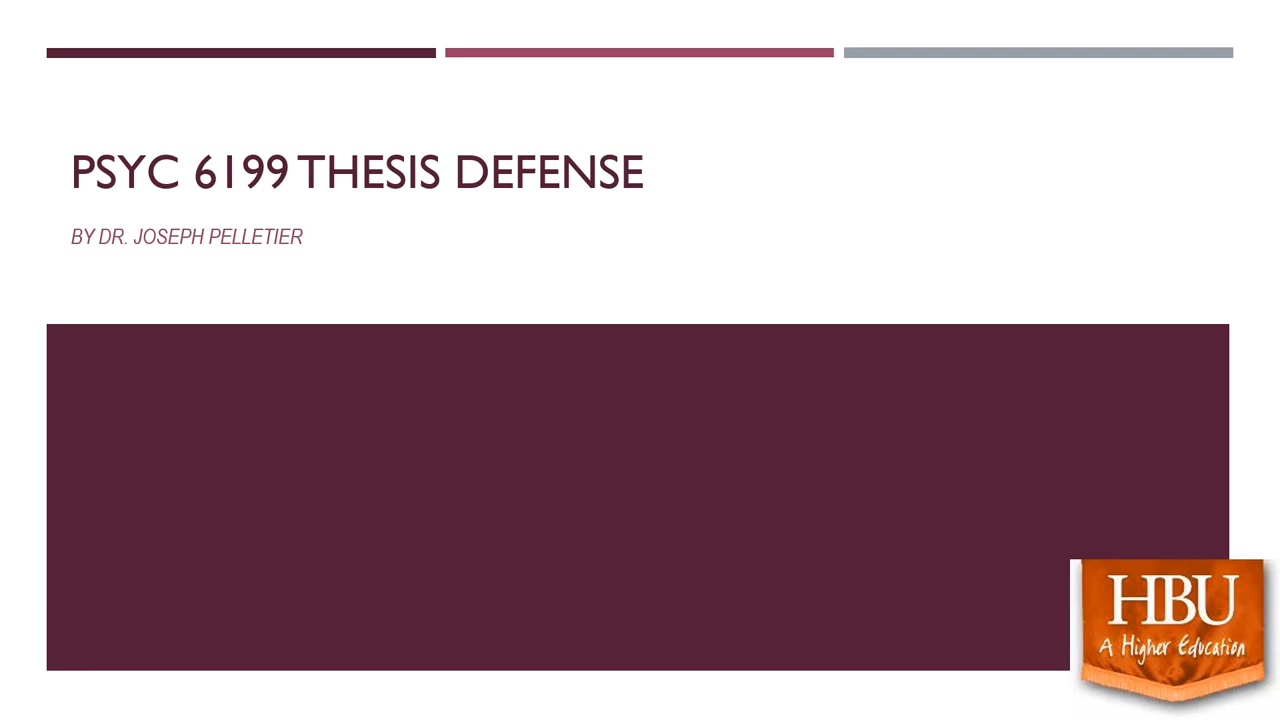 PSYC 6199 THESIS DEFENSE
BY DR. JOSEPH PELLETIER
HBU
A Higher Education